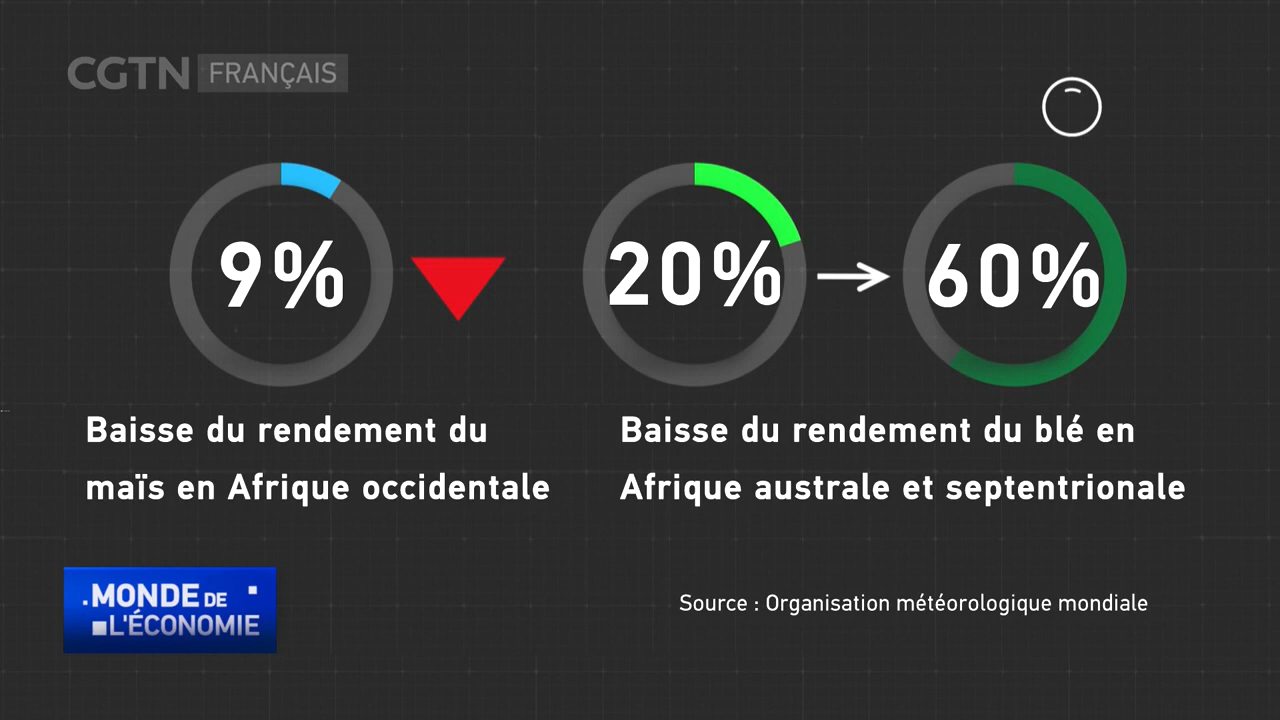 CGTN FRANÇAIS
9%
20%
60%
Baisse du rendement du
maïs en Afrique occidentale
Baisse du rendement du blé en
Afrique australe et septentrionale
MONDE DE
L'ÉCONOMIE
Source : Organisation météorologique mondiale